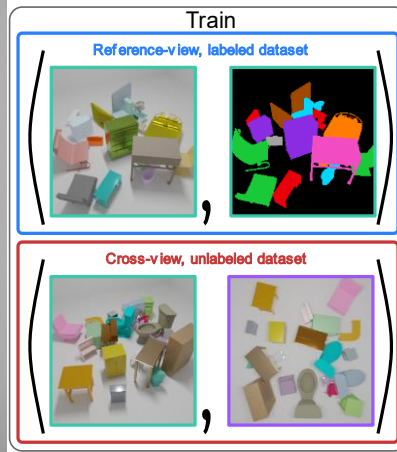 Train
Reference-view, labeled dataset
( , )
Cross-view, unlabeled dataset
( , )